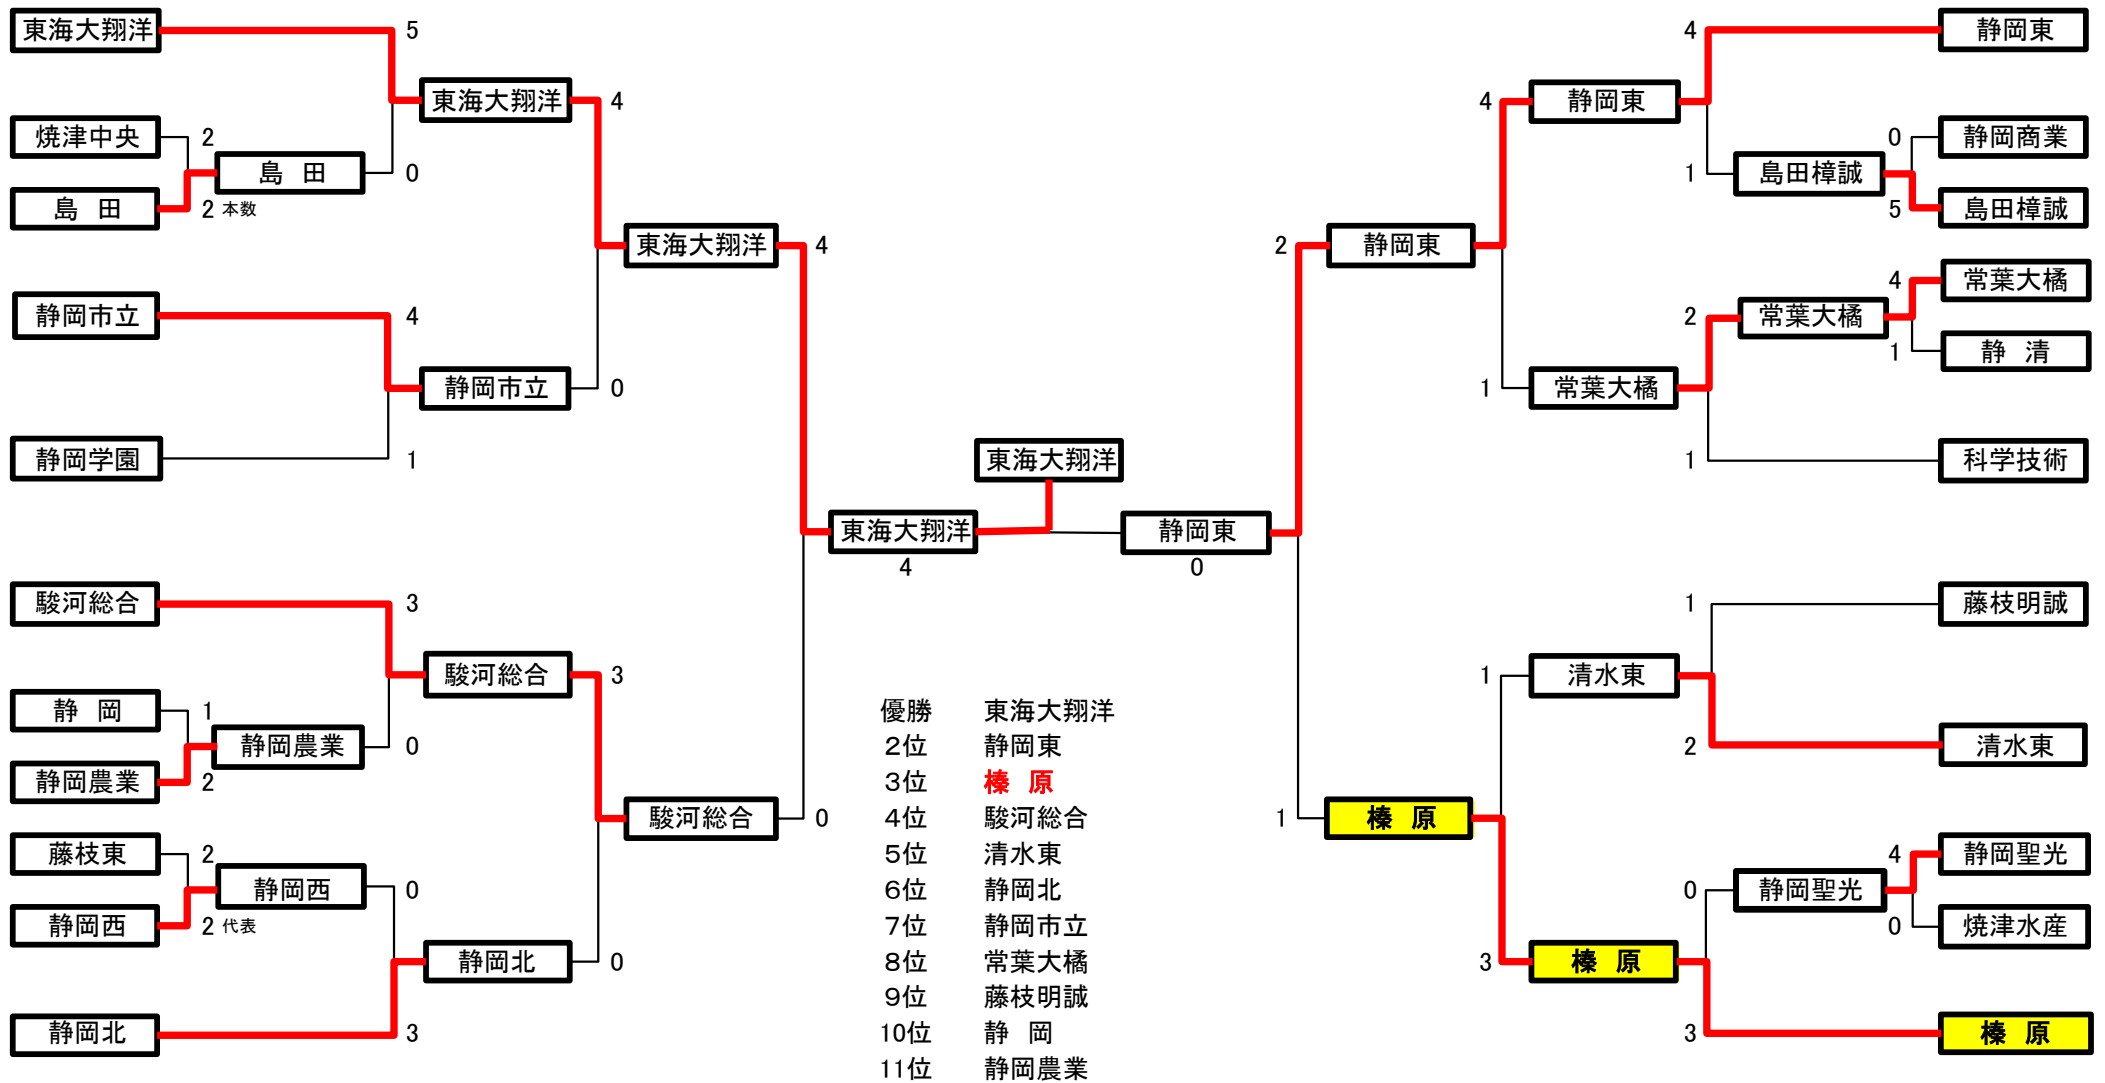 東海大翔洋
5
東海大翔洋
4
焼津中央
2
島　田
0
島　田
2 本数
東海大翔洋
4
静岡市立
4
静岡市立
0
静岡学園
1
東海大翔洋
東海大翔洋
4
静岡東
0
駿河総合
3
駿河総合
3
静　岡
1
静岡農業
0
静岡農業
2
駿河総合
0
藤枝東
2
静岡西
0
静岡西
2 代表
静岡北
0
静岡北
3
4
静岡東
4
静岡東
0
静岡商業
1
島田樟誠
5
島田樟誠
2
静岡東
4
常葉大橘
2
常葉大橘
1
静　清
1
常葉大橘
1
科学技術
1
藤枝明誠
1
清水東
2
清水東
1
榛　原
4
静岡聖光
0
静岡聖光
0
焼津水産
3
榛　原
3
榛　原
優勝　東海大翔洋
2位　静岡東
3位　榛　原
4位　駿河総合
5位　清水東
6位　静岡北
7位　静岡市立
8位　常葉大橘
9位　藤枝明誠
10位　静　岡
11位　静岡農業